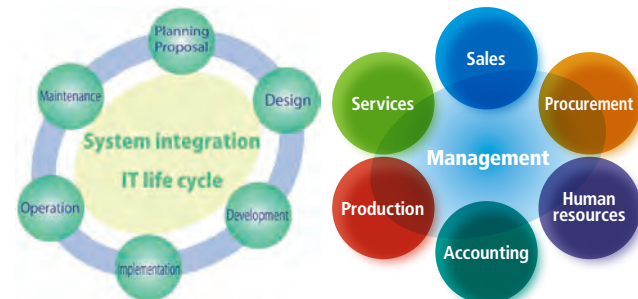 Planning
Proposal
Design
Development
Implementation
Operation
Maintenance
System integration
IT life cycle
Sales
Procurement
Human
resources
Accounting
Production
Services
Management